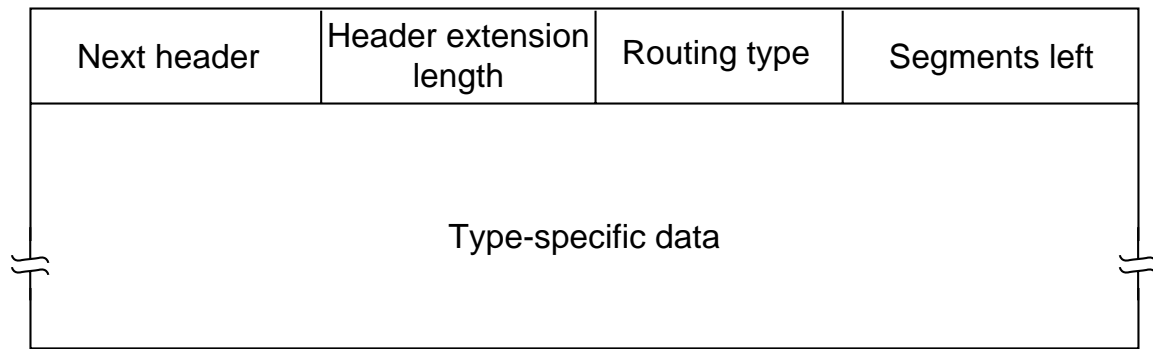 Next header
Header extension
length
Routing type
Segments left
Type-specific data